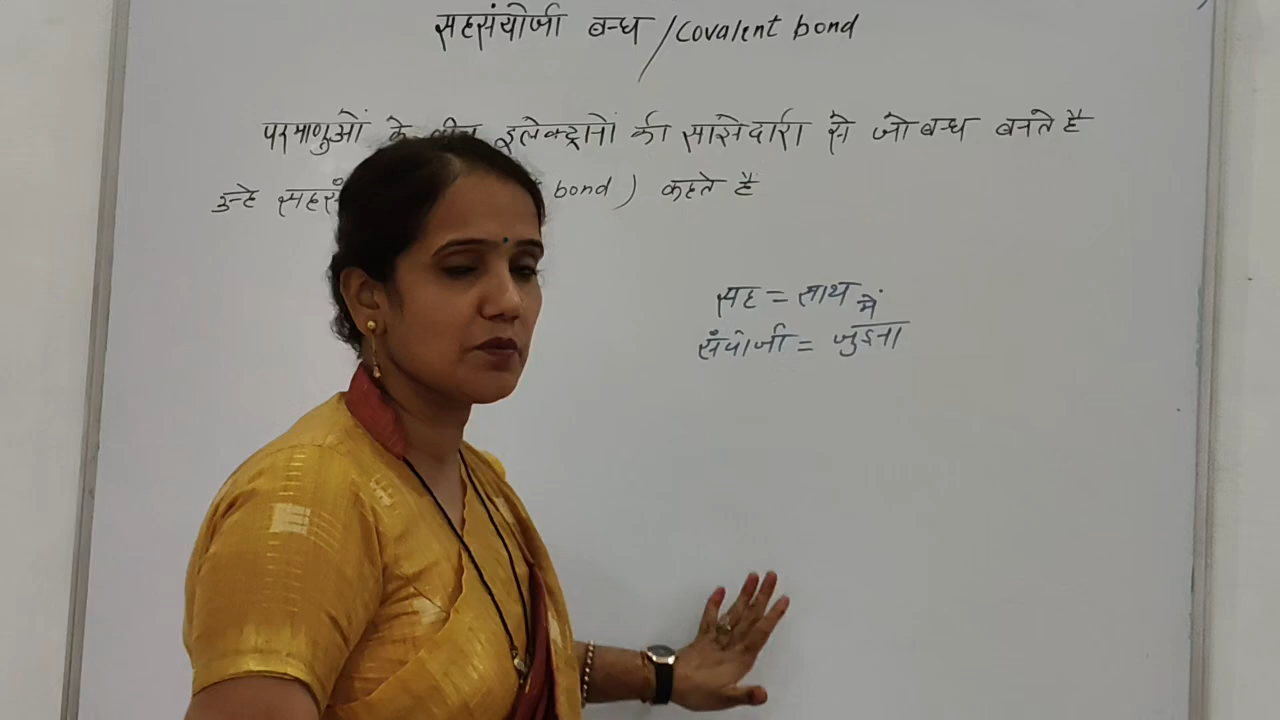 सहसंयोजी बन्ध / Covalent bond
परमाणुओं के बीच इलेक्ट्रानों की साझेदारी से जो बन्ध बनते है
उन्हे bond) कहते है
सह = साथ में
संयोजी = जुड़ना